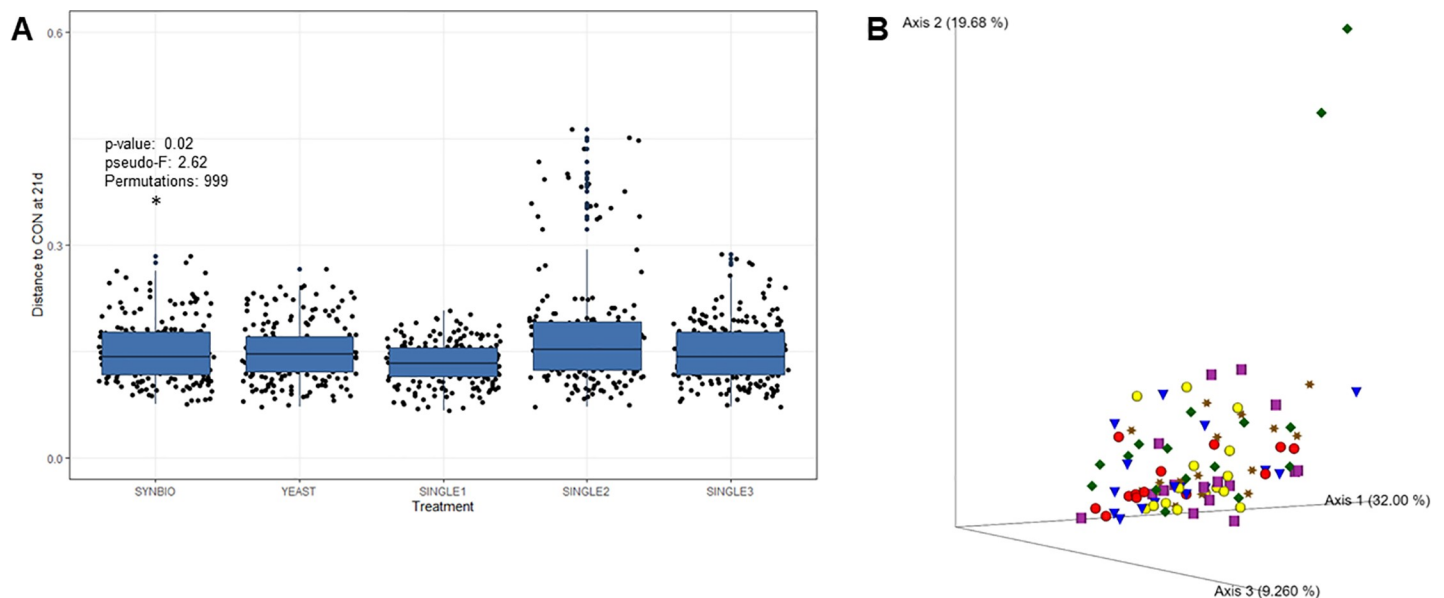 A
0.6
0.3
0.0
Distance to CON at 21d
p-value: 0.02
pseudo-F: 2.62
Permutations: 999
*
SYNBIO YEAST SINGLE1 SINGLE2 SINGLE3
Treatment
B
Axis 2 (19.68 %)
Axis 1 (32.00 %)
Axis 3 (9.260 %)